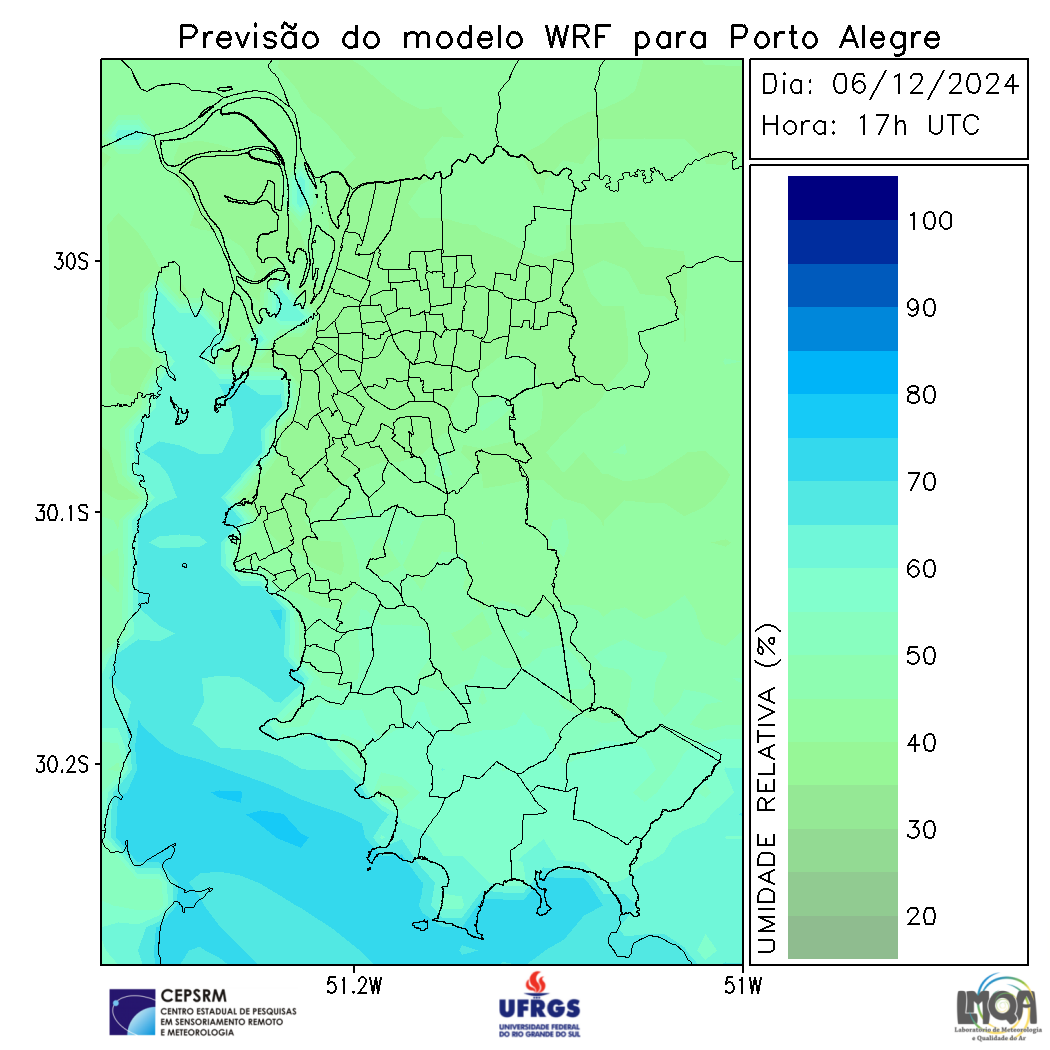 Previsão do modelo WRF para Porto Alegre
Dia: 06/12/2024
Hora: 17h UTC
30S
30.1S
30.2S
51.2W
51W
UMIDADE RELATIVA (%)
100
90
80
70
60
50
40
30
20
CEPSRM
CENTRO ESTADUAL DE PESQUISAS
EM SENSORIAMENTO REMOTO
E METEOROLOGIA
UFRGS
UNIVERSIDADE FEDERAL
DO RIO GRANDE DO SUL
LMQA
Laboratório de Meteorologia
e Qualidade do Ar